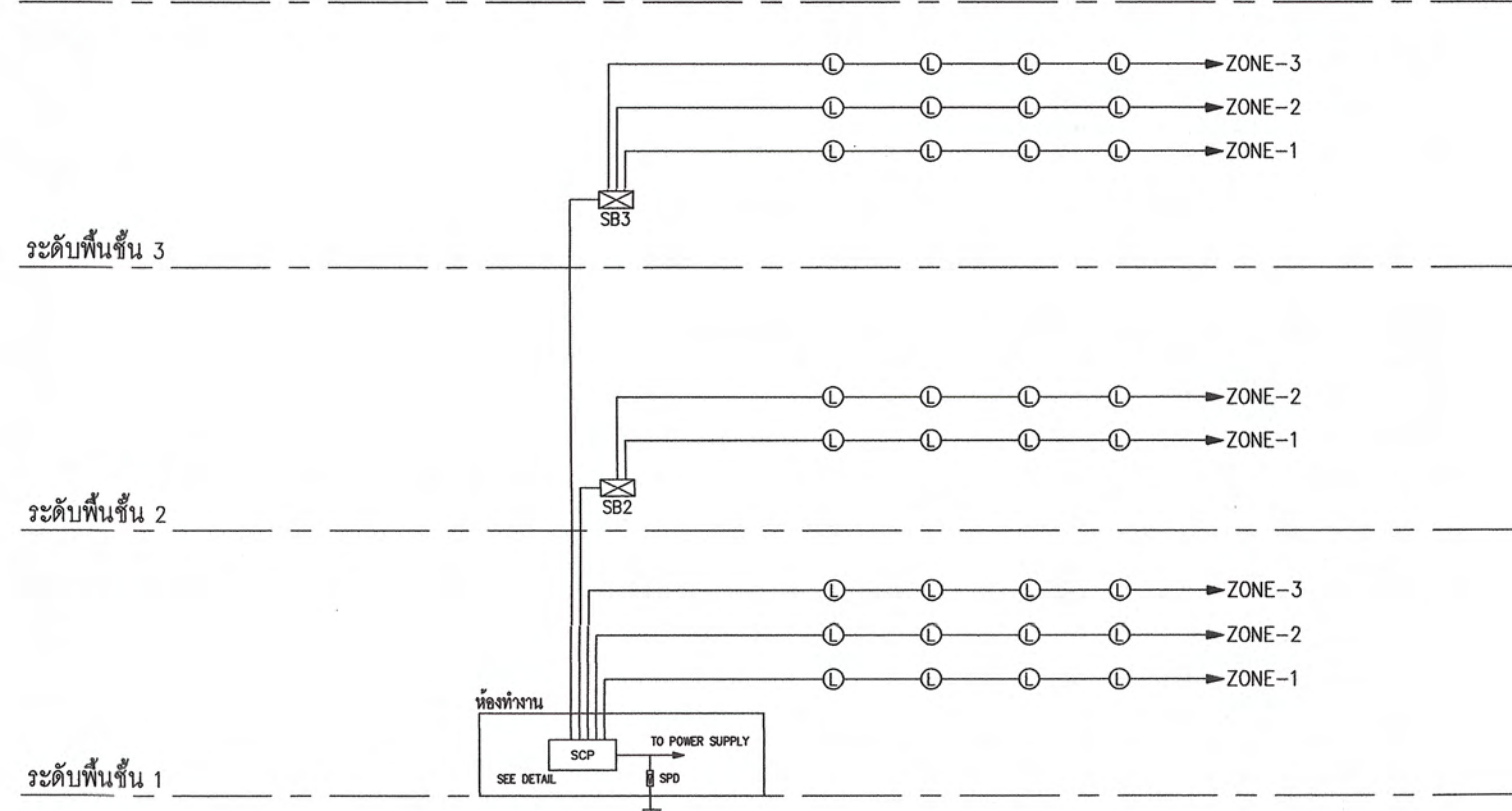 Ⓛ Ⓛ Ⓛ Ⓛ ZONE-3
Ⓛ Ⓛ Ⓛ Ⓛ ZONE-2
Ⓛ Ⓛ Ⓛ Ⓛ ZONE-1
SB3
ระดับพื้นชั้น 3
Ⓛ Ⓛ Ⓛ Ⓛ ZONE-2
Ⓛ Ⓛ Ⓛ Ⓛ ZONE-1
SB2
ระดับพื้นชั้น 2
Ⓛ Ⓛ Ⓛ Ⓛ ZONE-3
Ⓛ Ⓛ Ⓛ Ⓛ ZONE-2
Ⓛ Ⓛ Ⓛ Ⓛ ZONE-1
ห้องทำงาน
TO POWER SUPPLY
SCP
SEE DETAIL
SPD
ระดับพื้นชั้น 1